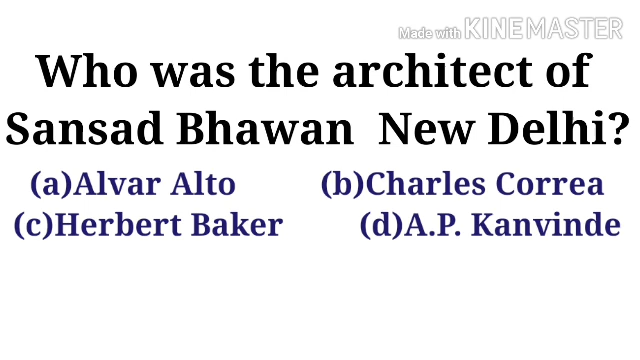 Made with KINEMASTER
Who was the architect of
Sansad Bhawan New Delhi?
(a)Alvar Alto (b)Charles Correa
(c)Herbert Baker (d)A.P. Kanvinde